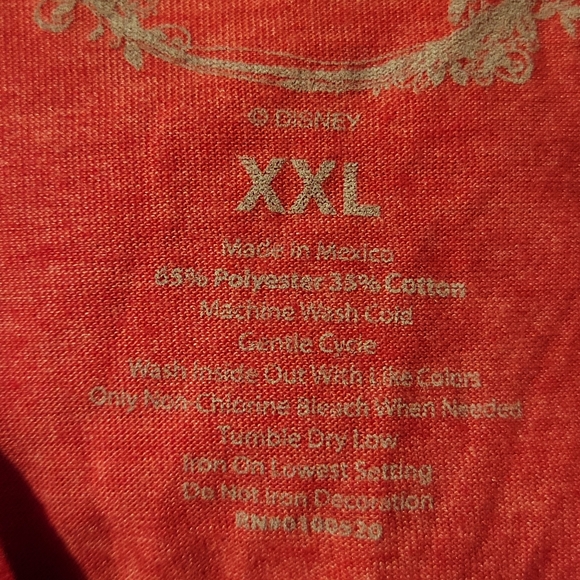 © DISNEY
XXL
Made in Mexico
65% Polyester 35% Cotton
Machine Wash Cold
Gentle Cycle
Wash Inside Out With Like Colors
Only Non-Chlorine Bleach When Needed
Tumble Dry Low
Iron On Lowest Setting
Do Not Iron Decoration